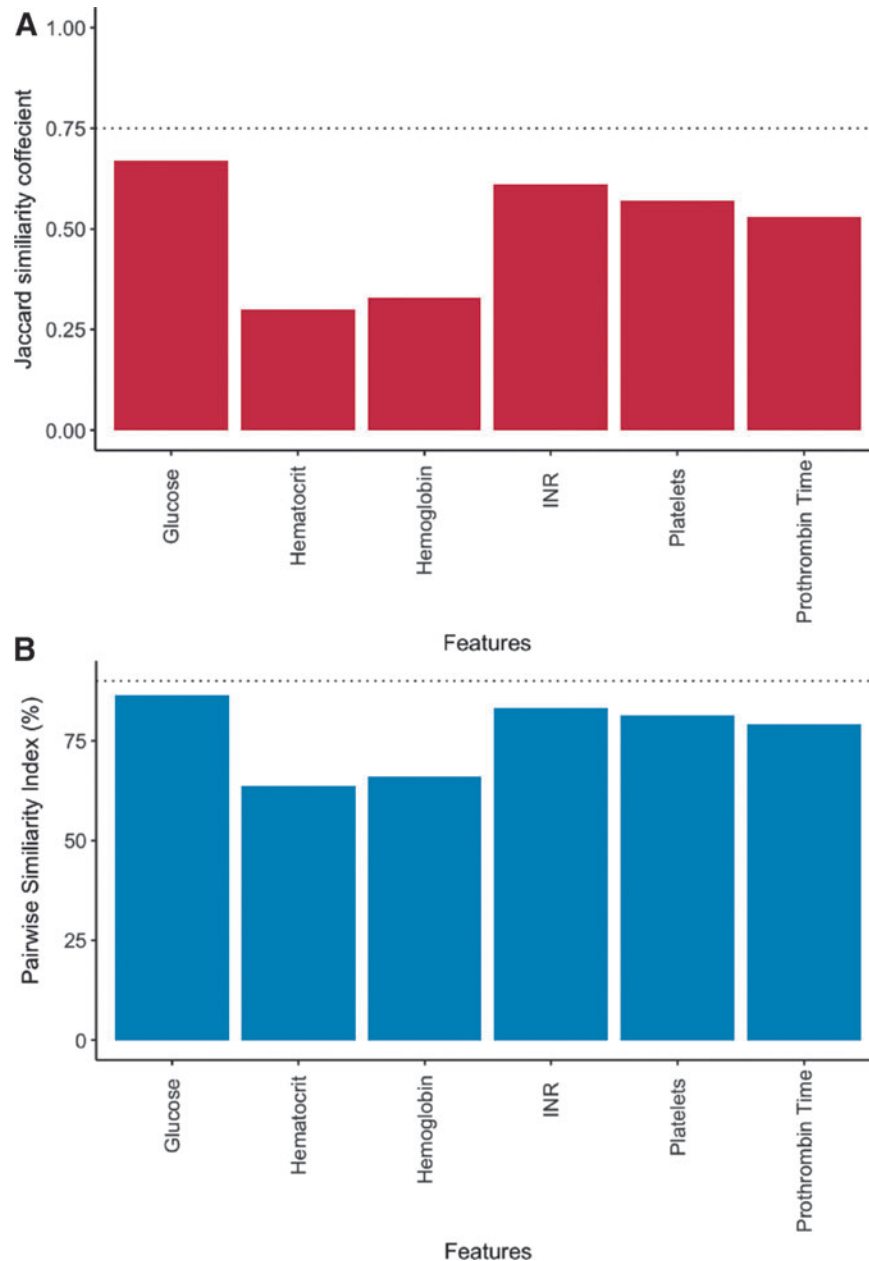 A
Jaccard similiarity coffecient
1.00
0.75
0.50
0.25
0.00
Glucose
Hematocrit
Hemoglobin
INR
Platelets
Prothrombin Time
Features
B
Pairwise Similiarity Index (%)
75
50
25
0
Glucose
Hematocrit
Hemoglobin
INR
Platelets
Prothrombin Time
Features